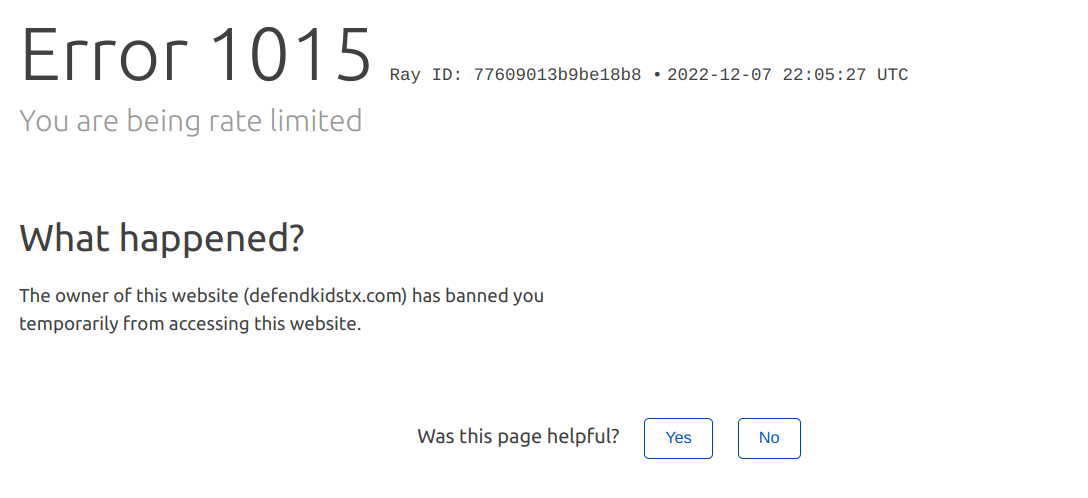 Error 1015 Ray ID: 77609013b9be18b8 • 2022-12-07 22:05:27 UTC
You are being rate limited
What happened?
The owner of this website (defendkidstx.com) has banned you
temporarily from accessing this website.
Was this page helpful? Yes No